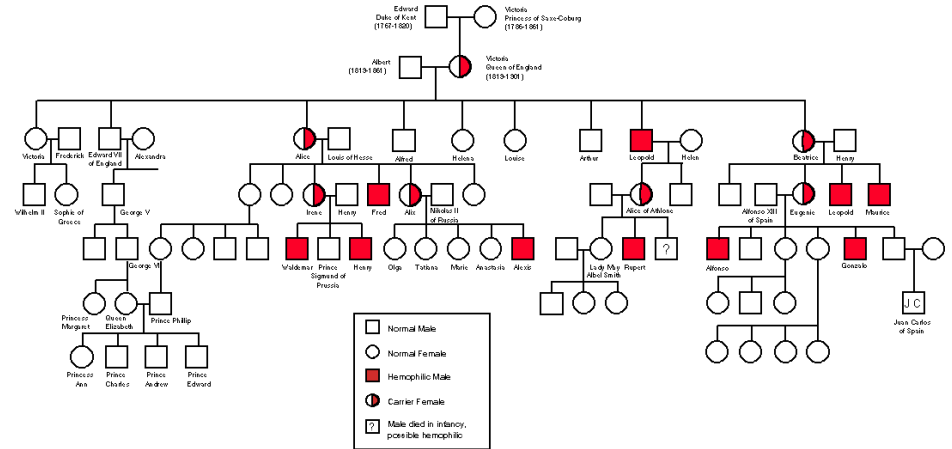 Edward
Duke of Kent
(1767-1820)
Victoria
Princess of Saxe-Coburg
(1786-1861)
Albert
(1819-1861)
Victoria
Queen of England
(1819-1901)
Victoria
Frederick
Edward VII
of England
Alexandra
Alice
Louis of Hesse
Alfred
Helena
Louise
Arthur
Leopold
Helen
Beatrice
Henry
Wilhelm II
Sophie of
Greece
George V
Irene
Henry
Fred
Alix
Nikolas II
of Russia
Alice of Athlone
Alfonso XIII
of Spain
Eugenie
Leopold
Maurice
George VI
Waldemar
Prince
Sigmund of
Prussia
Henry
Olga
Tatiana
Marie
Anastasia
Alexis
Lady May
Abel Smith
Rupert
?
Alfonso
Gonzalo
Princess
Margaret
Queen
Elizabeth
Prince Phillip
J C
Juan Carlos
of Spain
Princess
Ann
Prince
Charles
Prince
Andrew
Prince
Edward
Normal Male
Normal Female
Hemophilic Male
Carrier Female
?
Male died in infancy,
possible hemophilic